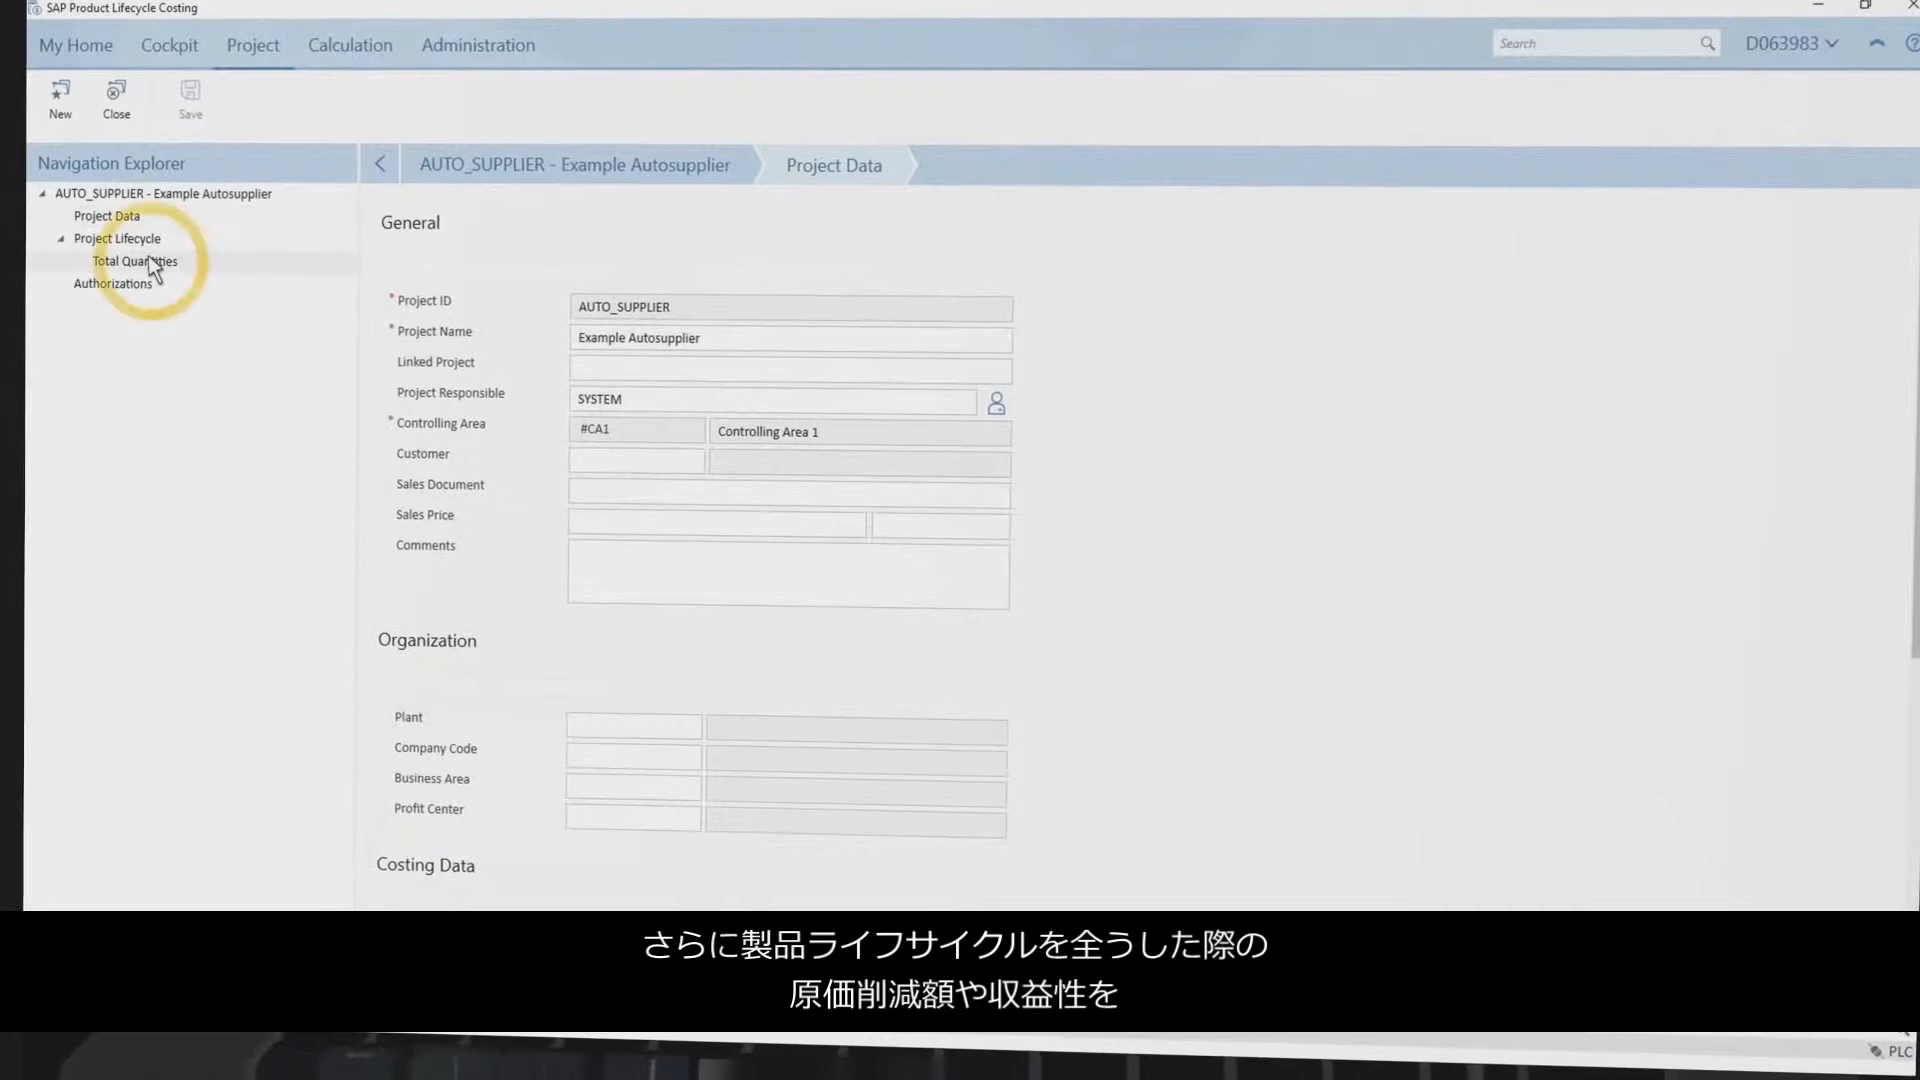 SAP Product Lifecycle Costing
My Home Cockpit Project Calculation Administration
Search
D063983
New Close Save
Navigation Explorer
AUTO_SUPPLIER - Example Autosupplier
Project Data
Project Lifecycle
Total Quantities
Authorizations
AUTO_SUPPLIER - Example Autosupplier Project Data
General
* Project ID AUTO_SUPPLIER
* Project Name Example Autosupplier
Linked Project
Project Responsible SYSTEM
* Controlling Area #CA1 Controlling Area 1
Customer
Sales Document
Sales Price
Comments
Organization
Plant
Company Code
Business Area
Profit Center
Costing Data
さらに製品ライフサイクルを全うした際の
原価削減額や収益性を
PLC